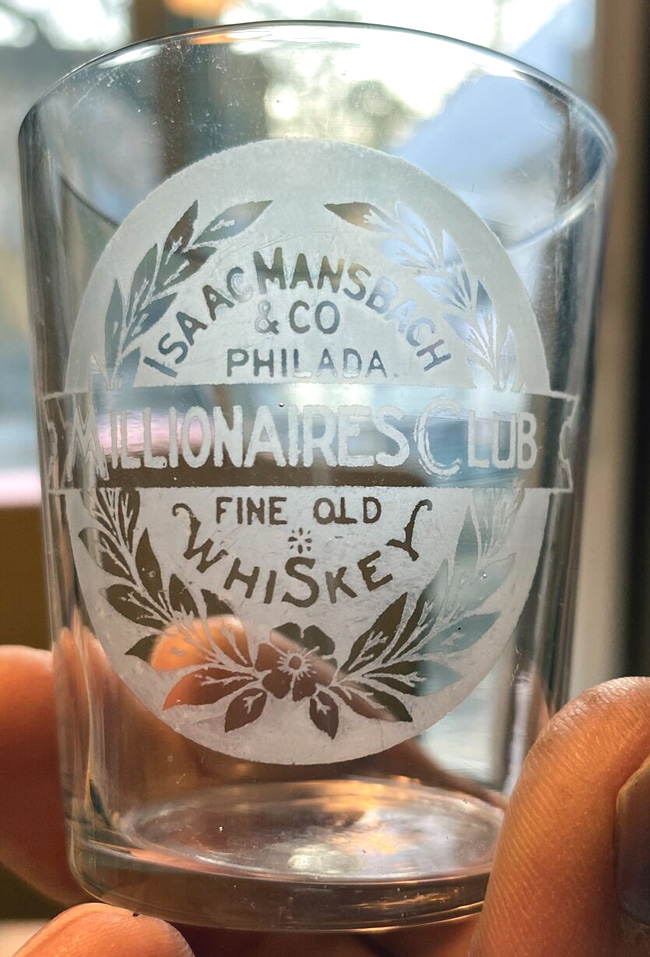 ISAAC MANSBACH
& CO
PHILADA.
MILLIONAIRES CLUB
FINE OLD
WHISKEY